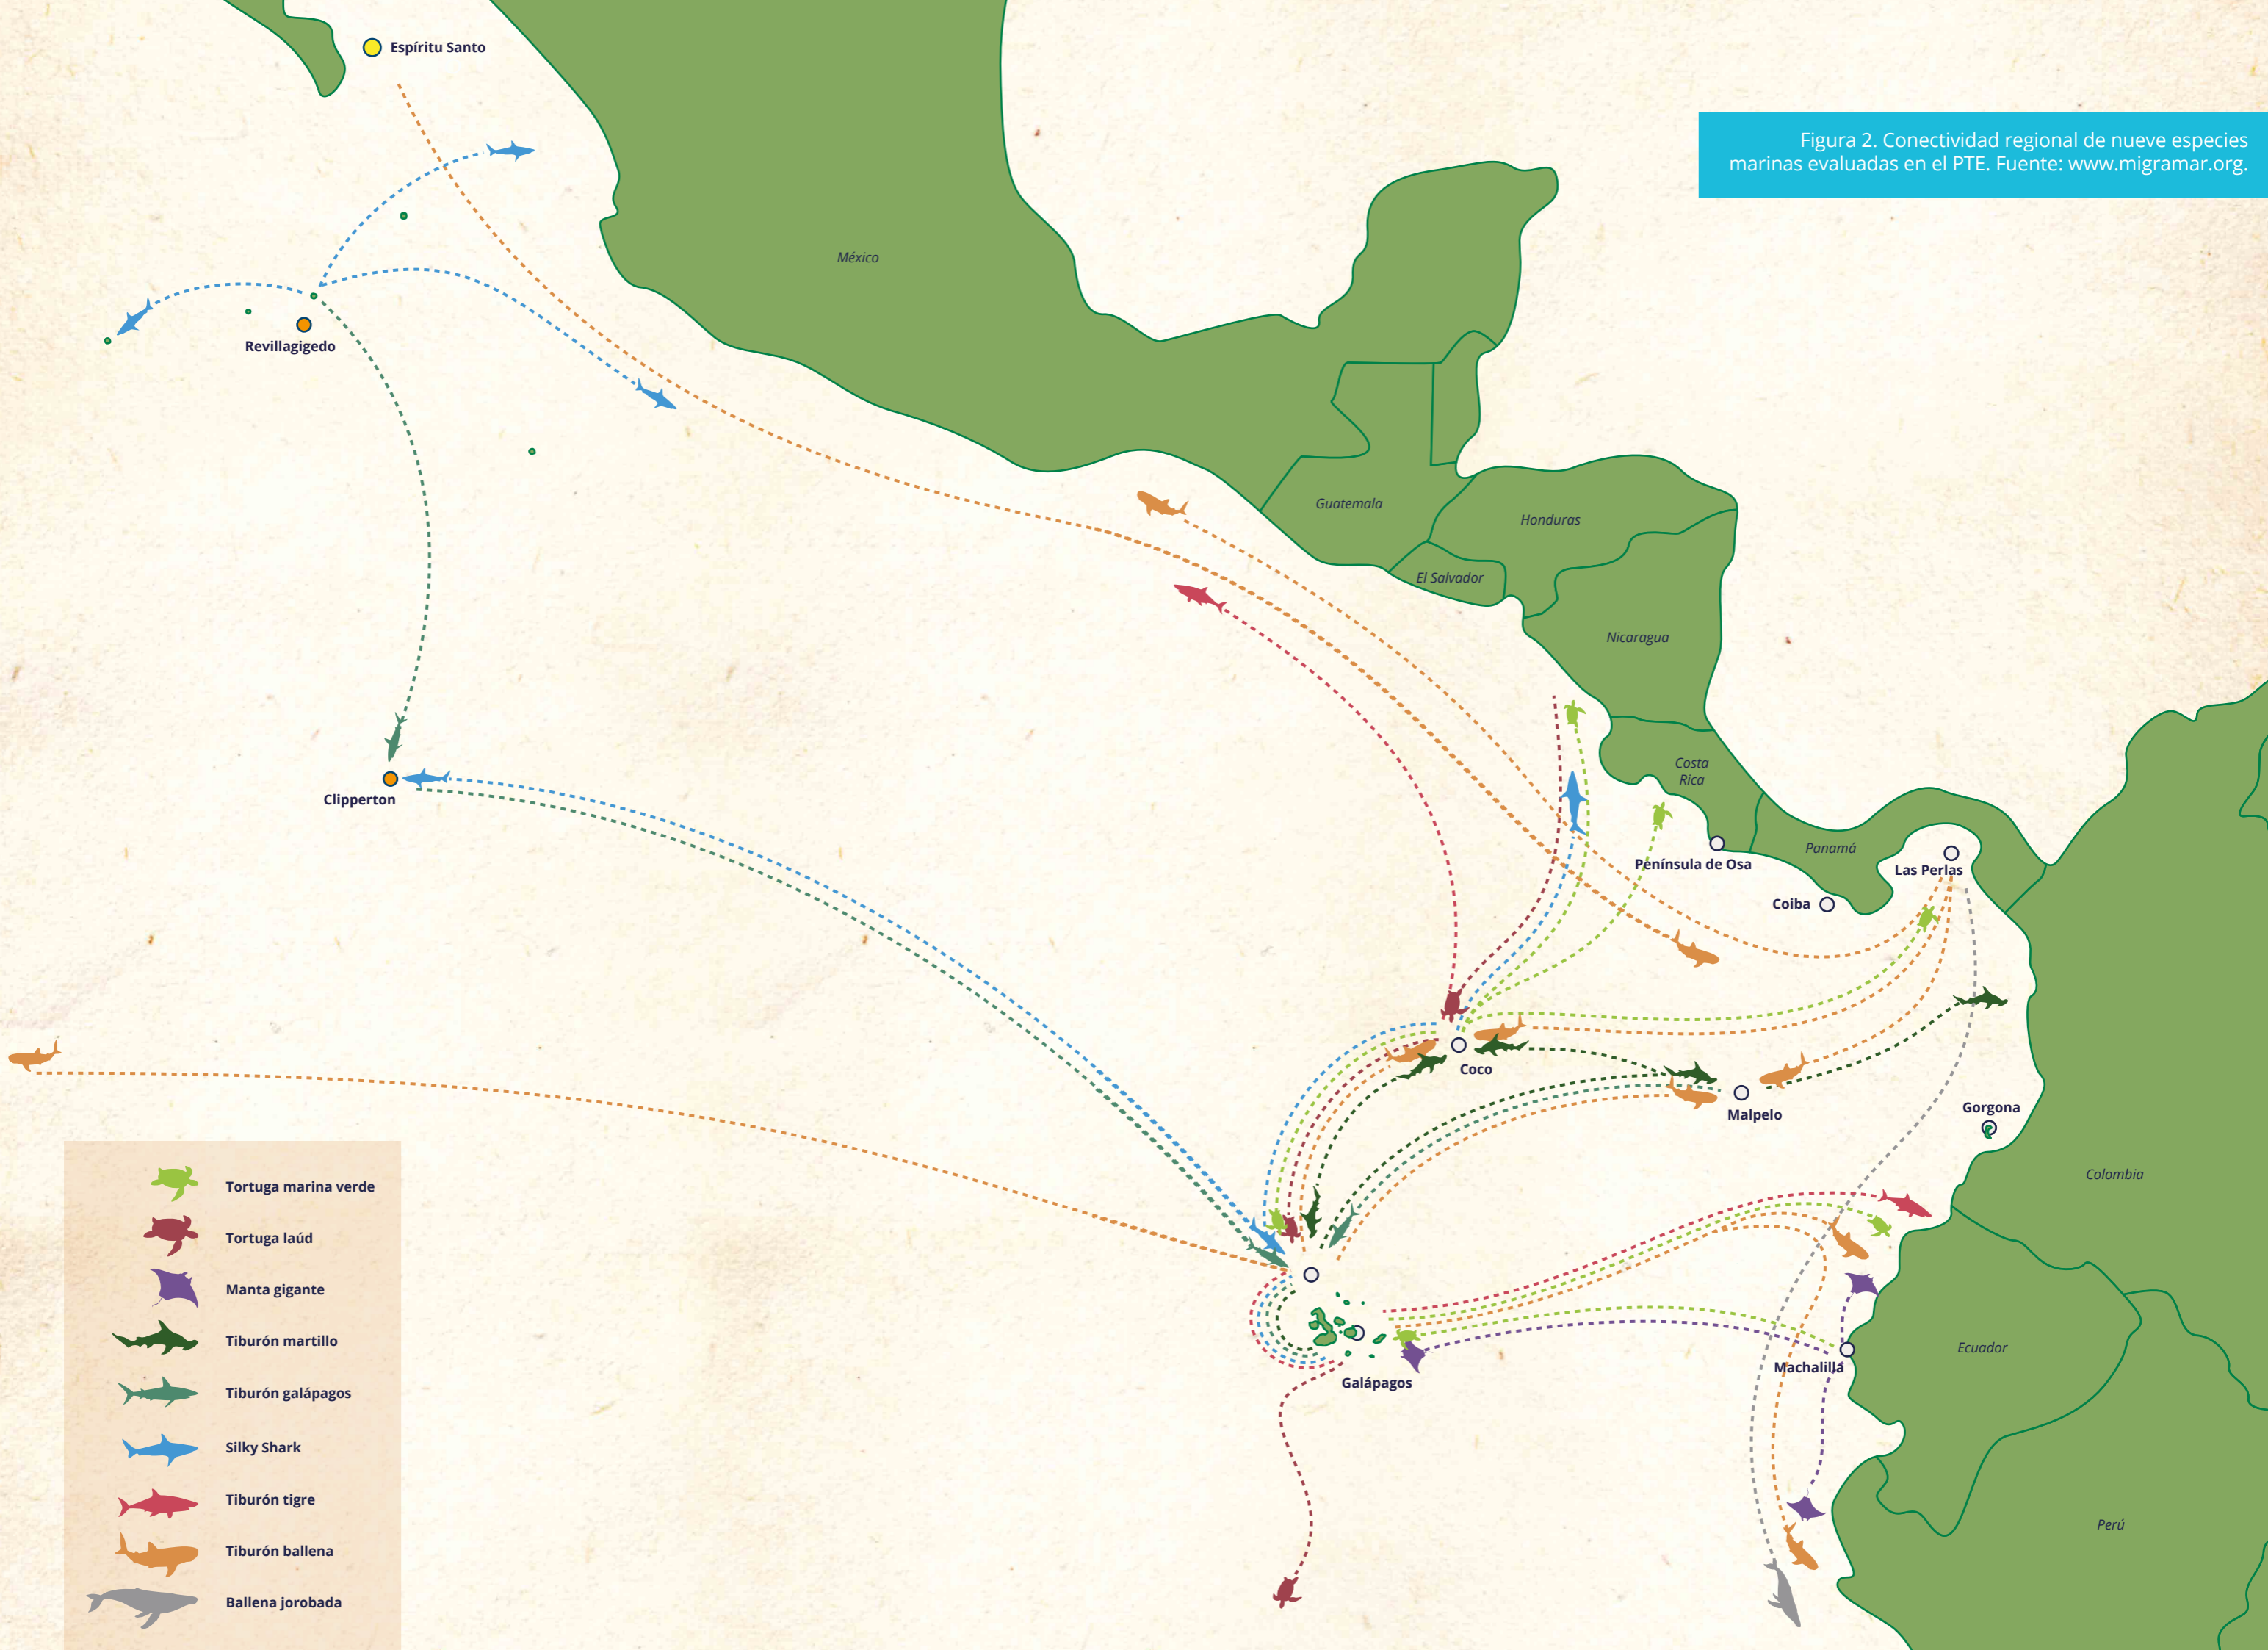 Espíritu Santo
Figura 2. Conectividad regional de nueve especies
marinas evaluadas en el PTE. Fuente: www.migramar.org.
México
Revillagigedo
Guatemala
Honduras
El Salvador
Nicaragua
Costa
Rica
Clipperton
Península de Osa
Panamá
Las Perlas
Coiba
Coco
Malpelo
Gorgona
Colombia
Galápagos
Machalilla
Ecuador
Perú
Tortuga marina verde
Tortuga laúd
Manta gigante
Tiburón martillo
Tiburón galápagos
Silky Shark
Tiburón tigre
Tiburón ballena
Ballena jorobada